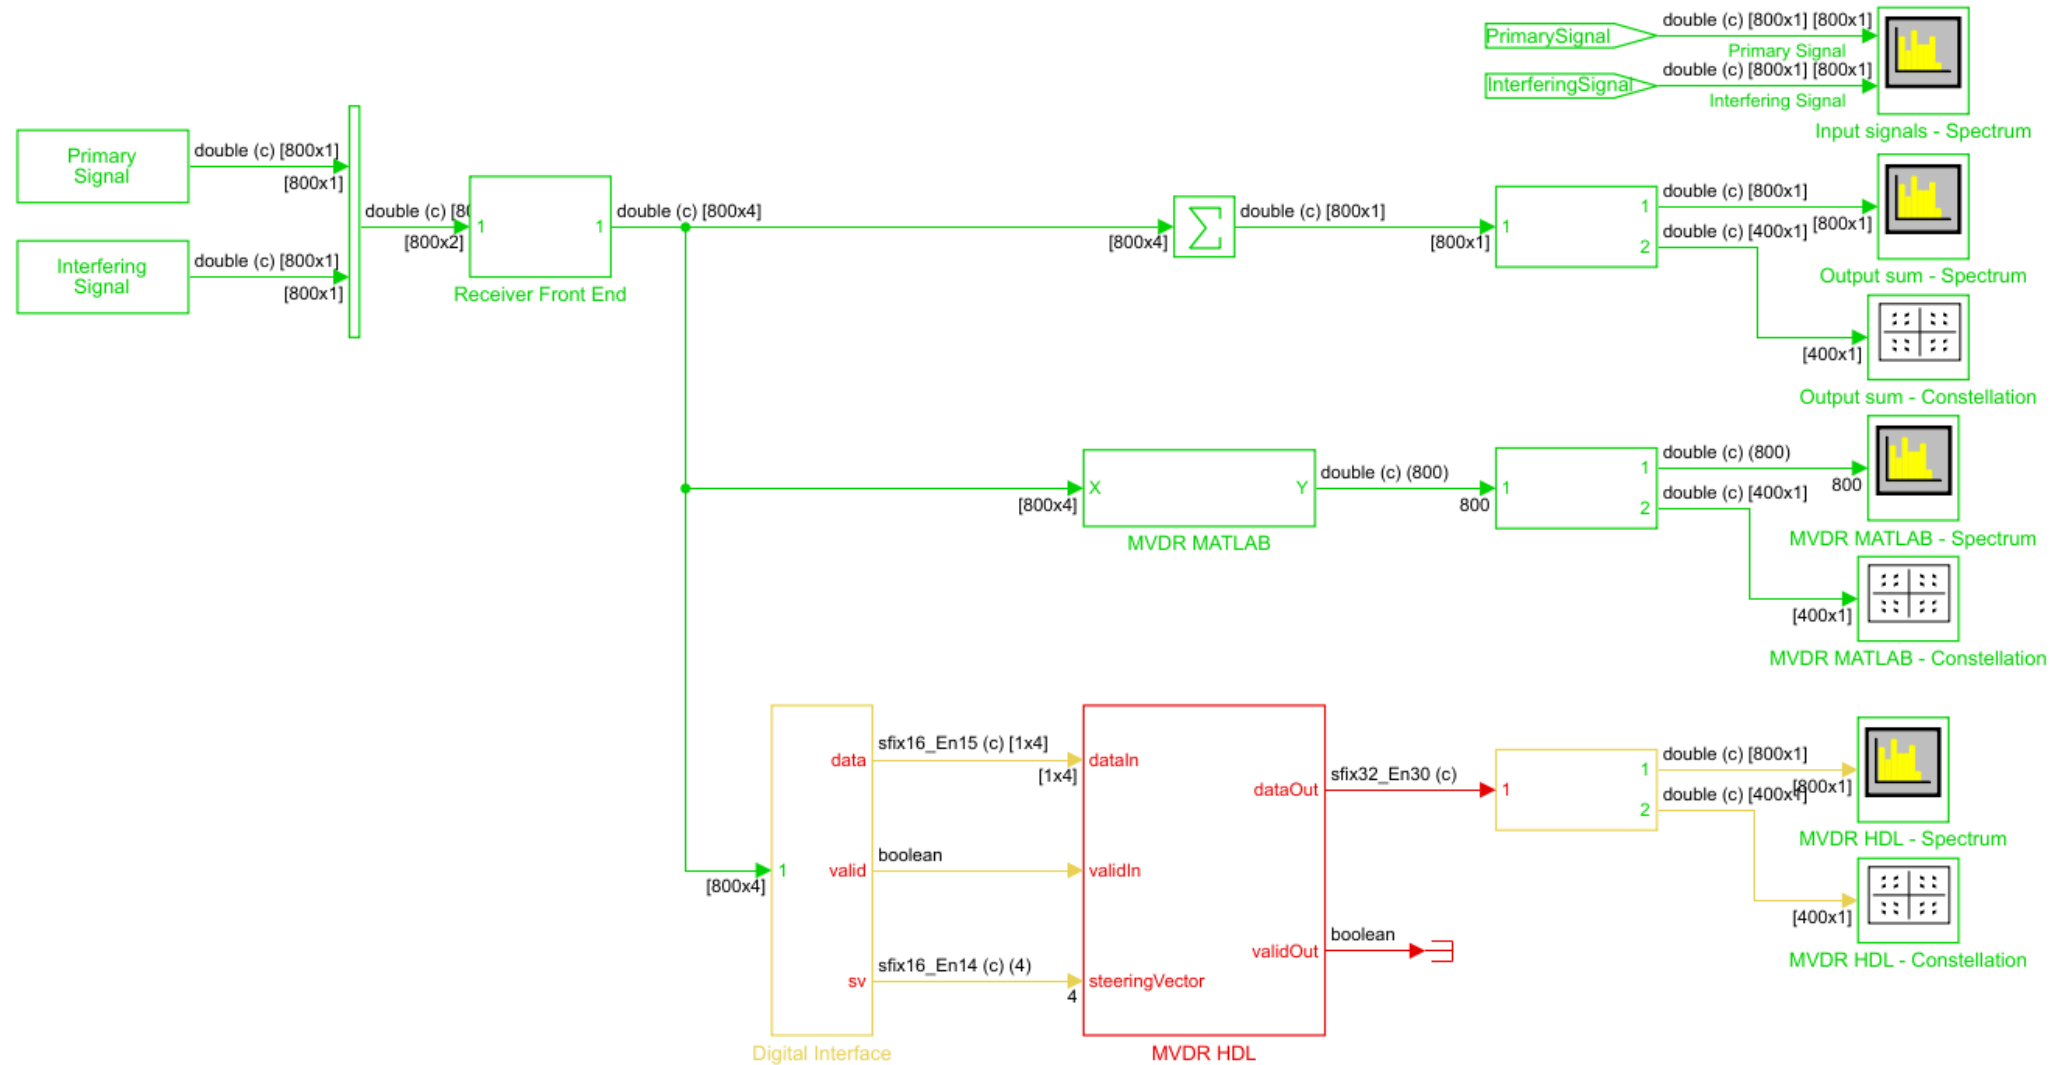 PrimarySignal
double (c) [800x1] [800x1]
Primary Signal
InterferingSignal
double (c) [800x1] [800x1]
Interfering Signal
Input signals - Spectrum
Primary
Signal
double (c) [800x1]
[800x1]
Interfering
Signal
double (c) [800x1]
[800x1]
double (c) [80
[800x2]
1
1
Receiver Front End
double (c) [800x4]
[800x4]
∑
double (c) [800x1]
[800x1]
1
1
2
double (c) [800x1]
[800x1]
double (c) [400x1]
Output sum - Spectrum
[400x1]
Output sum - Constellation
[800x4]
X
Y
MVDR MATLAB
double (c) (800)
800
1
1
2
double (c) (800)
800
double (c) [400x1]
MVDR MATLAB - Spectrum
[400x1]
MVDR MATLAB - Constellation
[800x4]
1
data
valid
sv
Digital Interface
sfix16_En15 (c) [1x4]
[1x4]
boolean
sfix16_En14 (c) (4)
4
dataIn
validIn
steeringVector
dataOut
validOut
MVDR HDL
sfix32_En30 (c)
boolean
1
1
2
double (c) [800x1]
[800x1]
double (c) [400x1]
MVDR HDL - Spectrum
[400x1]
MVDR HDL - Constellation